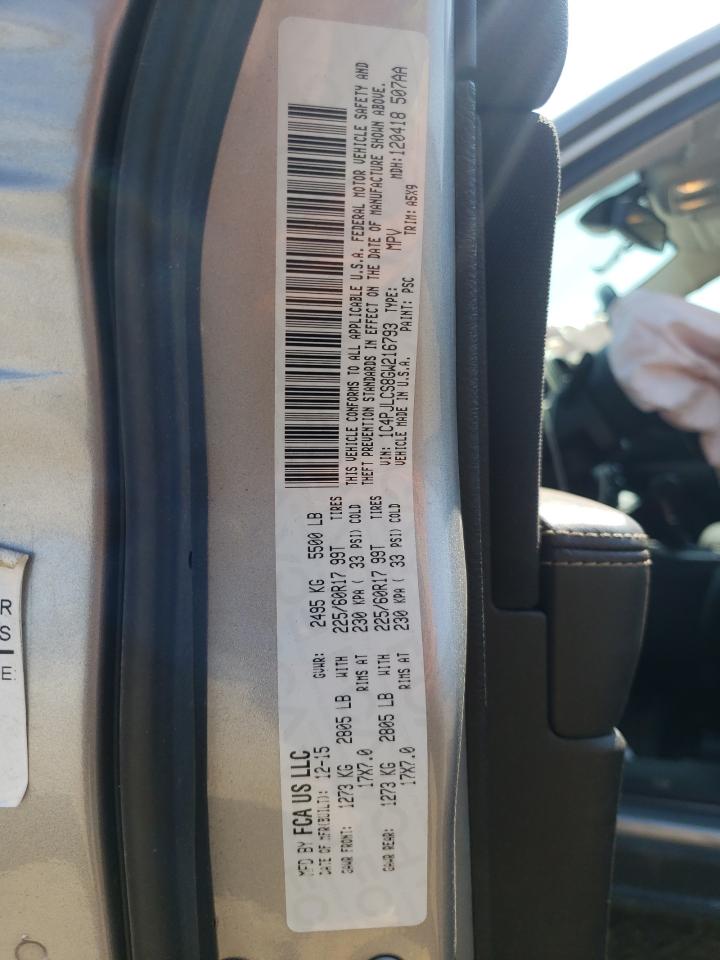 MFD BY FCA US LLC
DATE OF MFR(BUILT): 12-15 GVWR: 2495 KG 5500 LB
GAWR FRONT: 1273 KG 2805 LB WITH 225/60R17 99T TIRES
17X7.0 RIMS AT 230 KPA ( 33 PSI) COLD
GAWR REAR: 1273 KG 2805 LB WITH 225/60R17 99T TIRES
17X7.0 RIMS AT 230 KPA ( 33 PSI) COLD
THIS VEHICLE CONFORMS TO ALL APPLICABLE U.S.A. FEDERAL MOTOR VEHICLE SAFETY AND
THEFT PREVENTION STANDARDS IN EFFECT ON THE DATE OF MANUFACTURE SHOWN ABOVE.
VIN: 1C4PJLCS8GW216793 TYPE: MPV MDH:120418 507AA
VEHICLE MADE IN U.S.A. PAINT: PSC TRIM: A5X9
R
S
E